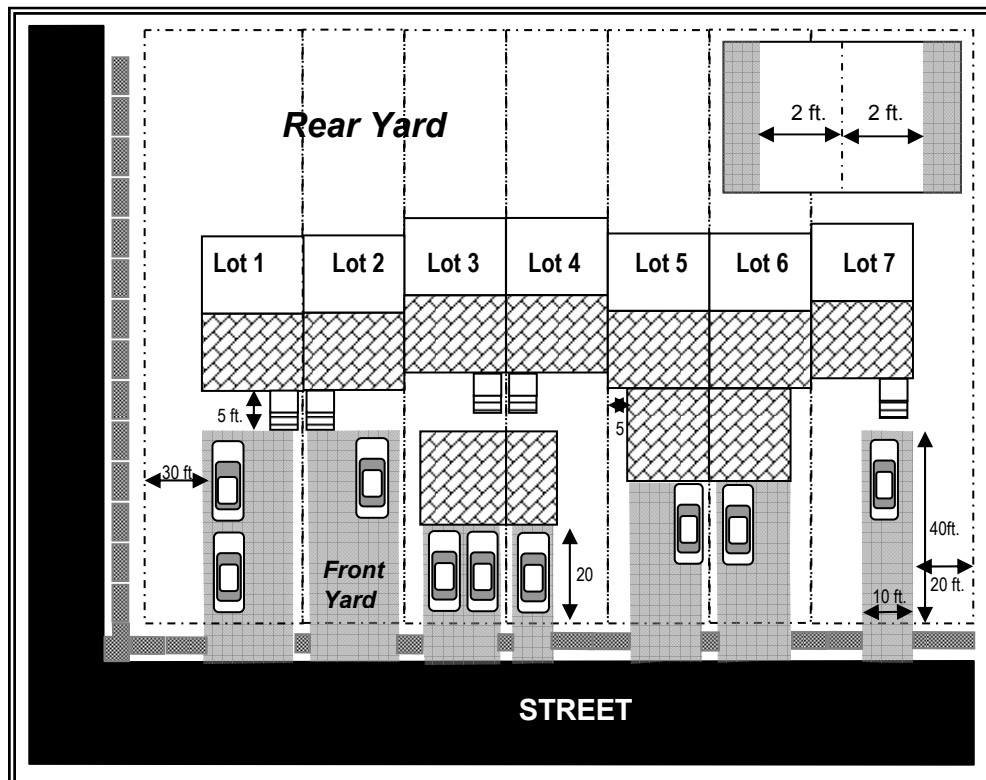 Rear Yard
2 ft.
2 ft.
Lot 1
Lot 2
Lot 3
Lot 4
Lot 5
Lot 6
Lot 7
5 ft.
5
30 ft
40ft.
Front
Yard
20
20 ft.
10 ft.
STREET